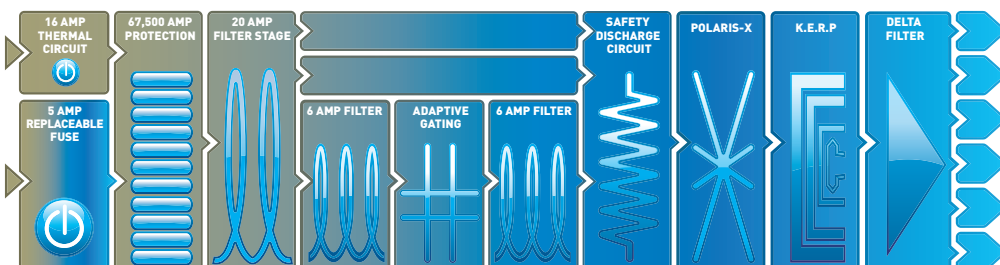 16 AMP
THERMAL
CIRCUIT
5 AMP
REPLACEABLE
FUSE
67,500 AMP
PROTECTION
20 AMP
FILTER STAGE
6 AMP FILTER
ADAPTIVE
GATING
6 AMP FILTER
SAFETY
DISCHARGE
CIRCUIT
POLARIS-X
K.E.R.P
DELTA
FILTER